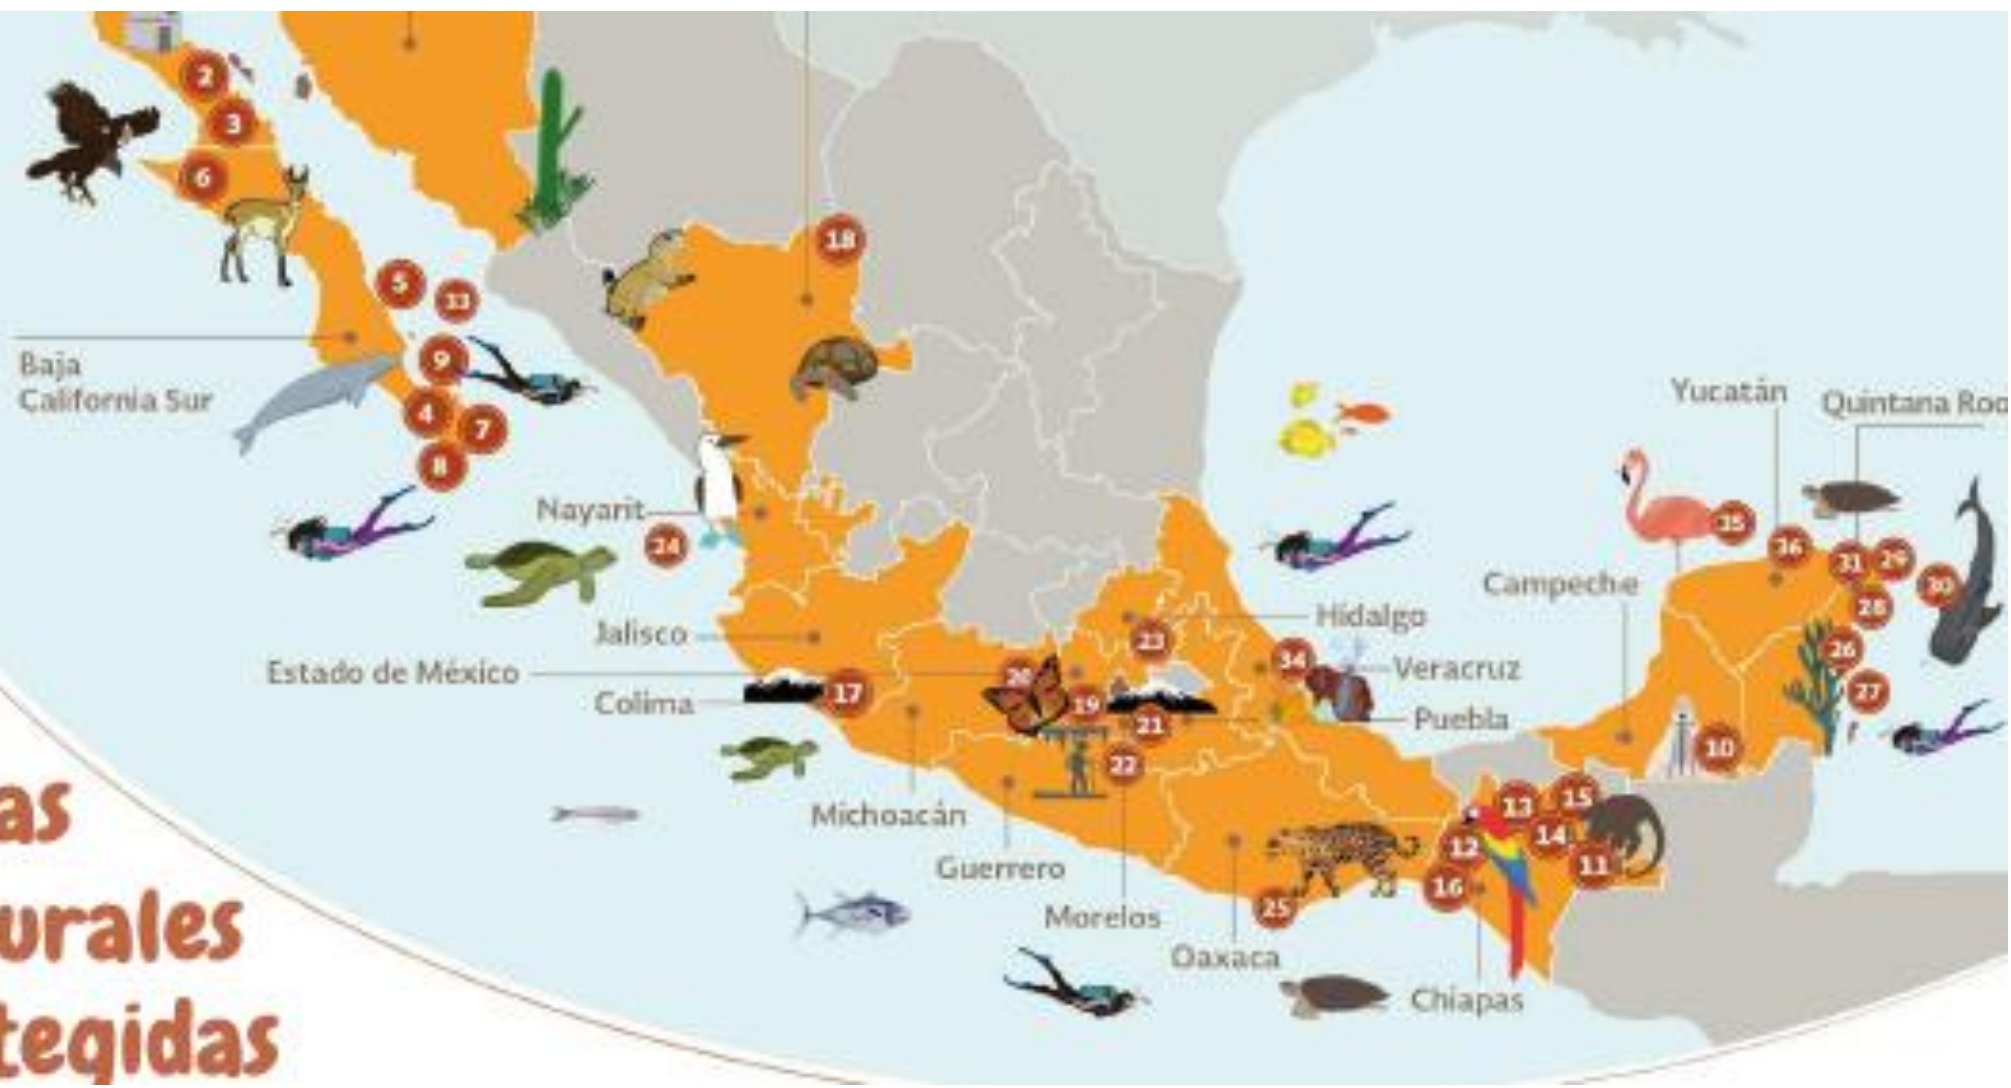 2
3
6
18
5
33
9
Baja
California Sur
4
7
8
Yucatán
Quintana Roo
Nayarit
24
35
36
31
29
30
28
Campeche
Hidalgo
Jalisco
23
26
34
Veracruz
Estado de México
20
27
Colima
17
19
Puebla
21
10
22
Michoacán
13
15
14
12
11
Guerrero
16
25
Morelos
Oaxaca
Chiapas
as
urales
tegidas